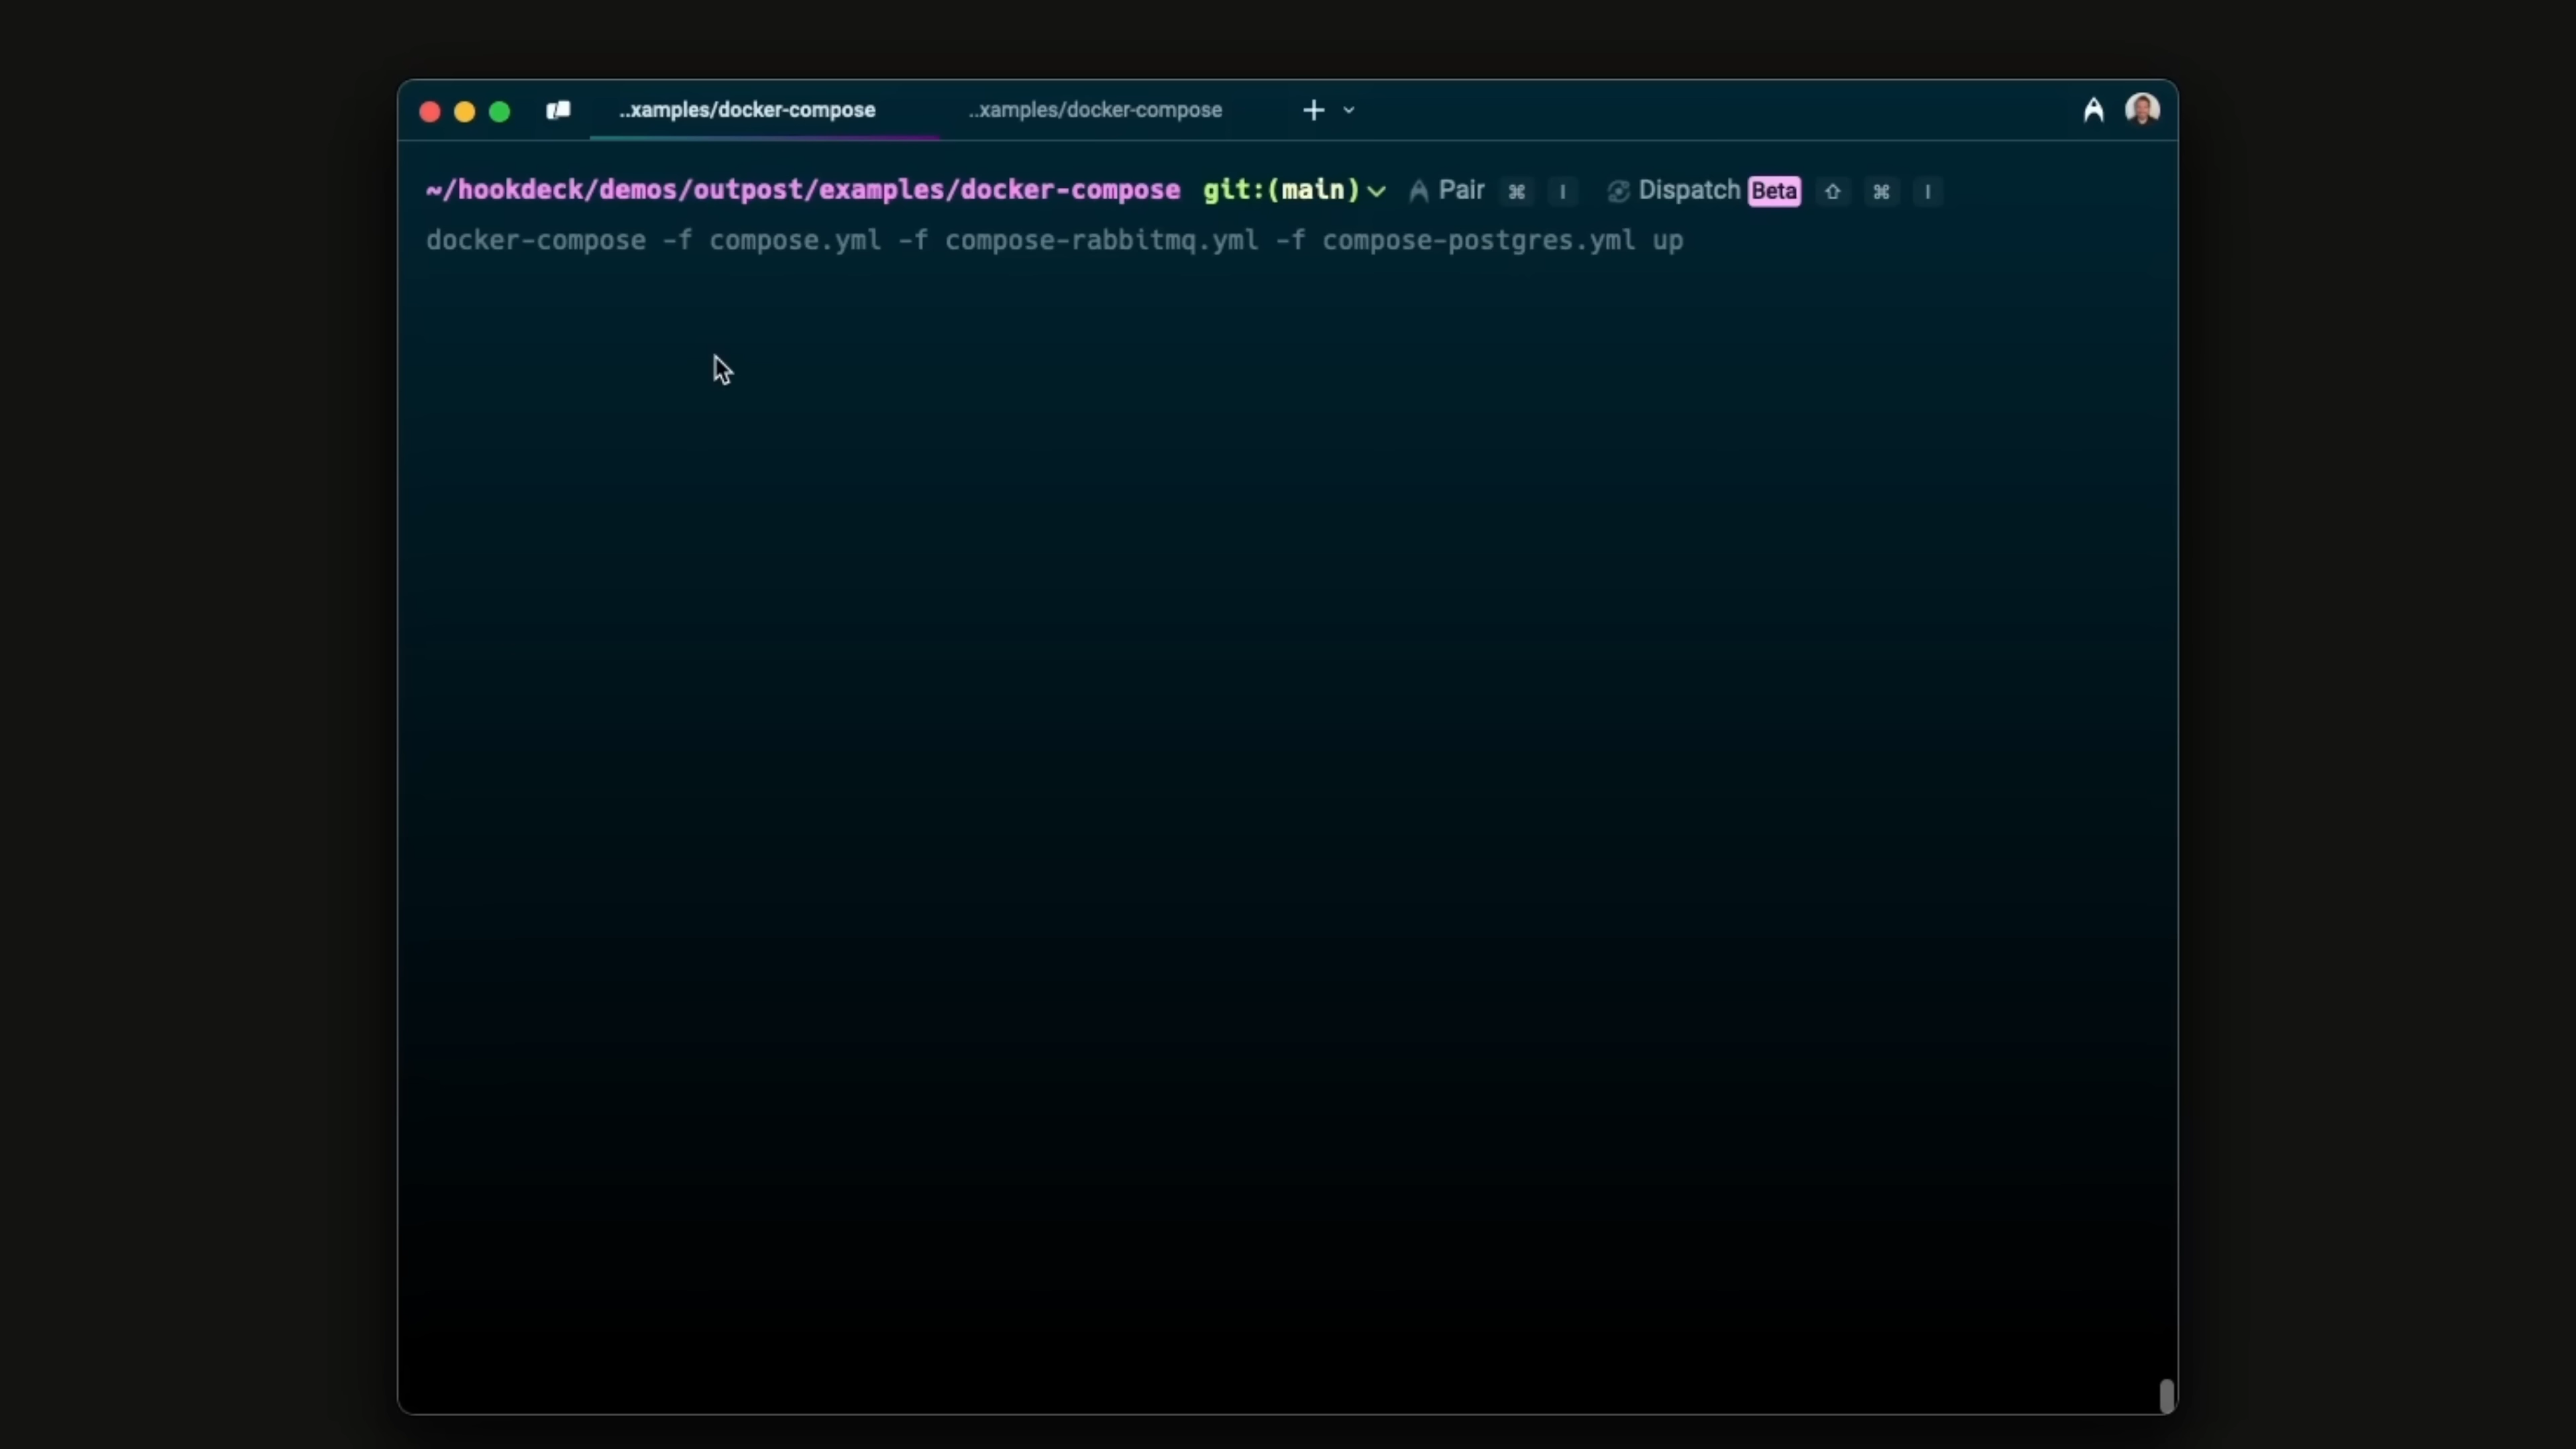 ..xamples/docker-compose ..xamples/docker-compose
~/hookdeck/demos/outpost/examples/docker-compose git:(main) Pair ⌘ I Dispatch Beta ⇧ ⌘ I
docker-compose -f compose.yml -f compose-rabbitmq.yml -f compose-postgres.yml up